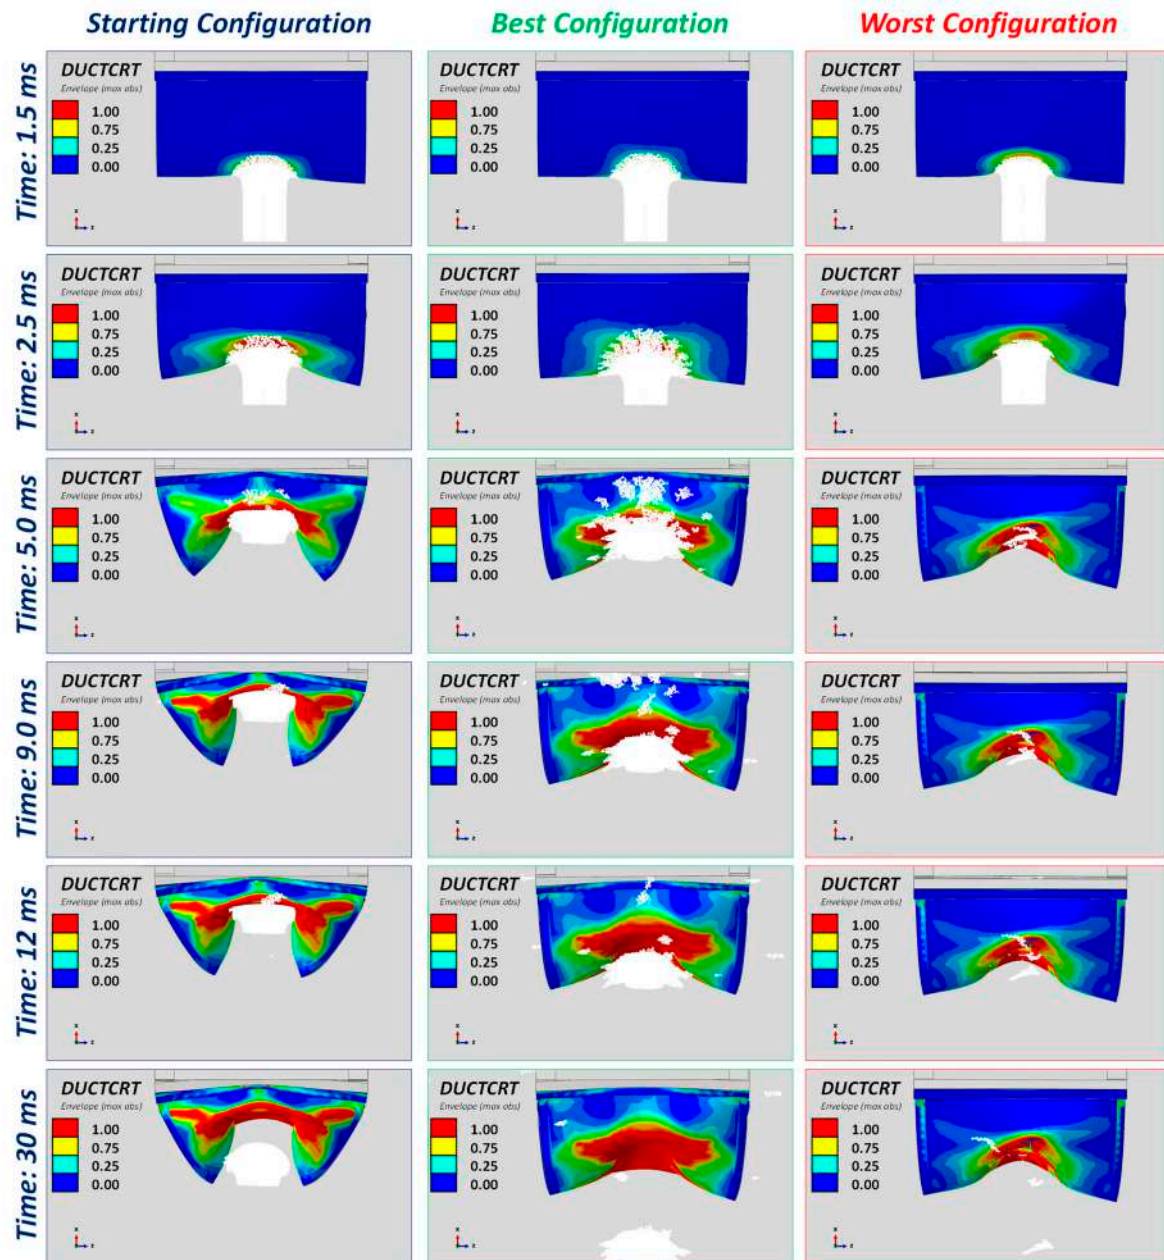 Starting Configuration Best Configuration Worst Configuration
Time: 1.5 ms
DUCTCRT
Envelope (max abs)
1.00
0.75
0.25
0.00
x
z
DUCTCRT
Envelope (max abs)
1.00
0.75
0.25
0.00
x
z
DUCTCRT
Envelope (max abs)
1.00
0.75
0.25
0.00
x
z
Time: 2.5 ms
DUCTCRT
Envelope (max abs)
1.00
0.75
0.25
0.00
x
z
DUCTCRT
Envelope (max abs)
1.00
0.75
0.25
0.00
x
z
DUCTCRT
Envelope (max abs)
1.00
0.75
0.25
0.00
x
z
Time: 5.0 ms
DUCTCRT
Envelope (max abs)
1.00
0.75
0.25
0.00
x
z
DUCTCRT
Envelope (max abs)
1.00
0.75
0.25
0.00
x
z
DUCTCRT
Envelope (max abs)
1.00
0.75
0.25
0.00
x
z
Time: 9.0 ms
DUCTCRT
Envelope (max abs)
1.00
0.75
0.25
0.00
x
z
DUCTCRT
Envelope (max abs)
1.00
0.75
0.25
0.00
x
z
DUCTCRT
Envelope (max abs)
1.00
0.75
0.25
0.00
x
z
Time: 12 ms
DUCTCRT
Envelope (max abs)
1.00
0.75
0.25
0.00
x
z
DUCTCRT
Envelope (max abs)
1.00
0.75
0.25
0.00
x
z
DUCTCRT
Envelope (max abs)
1.00
0.75
0.25
0.00
x
z
Time: 30 ms
DUCTCRT
Envelope (max abs)
1.00
0.75
0.25
0.00
x
z
DUCTCRT
Envelope (max abs)
1.00
0.75
0.25
0.00
x
z
DUCTCRT
Envelope (max abs)
1.00
0.75
0.25
0.00
x
z